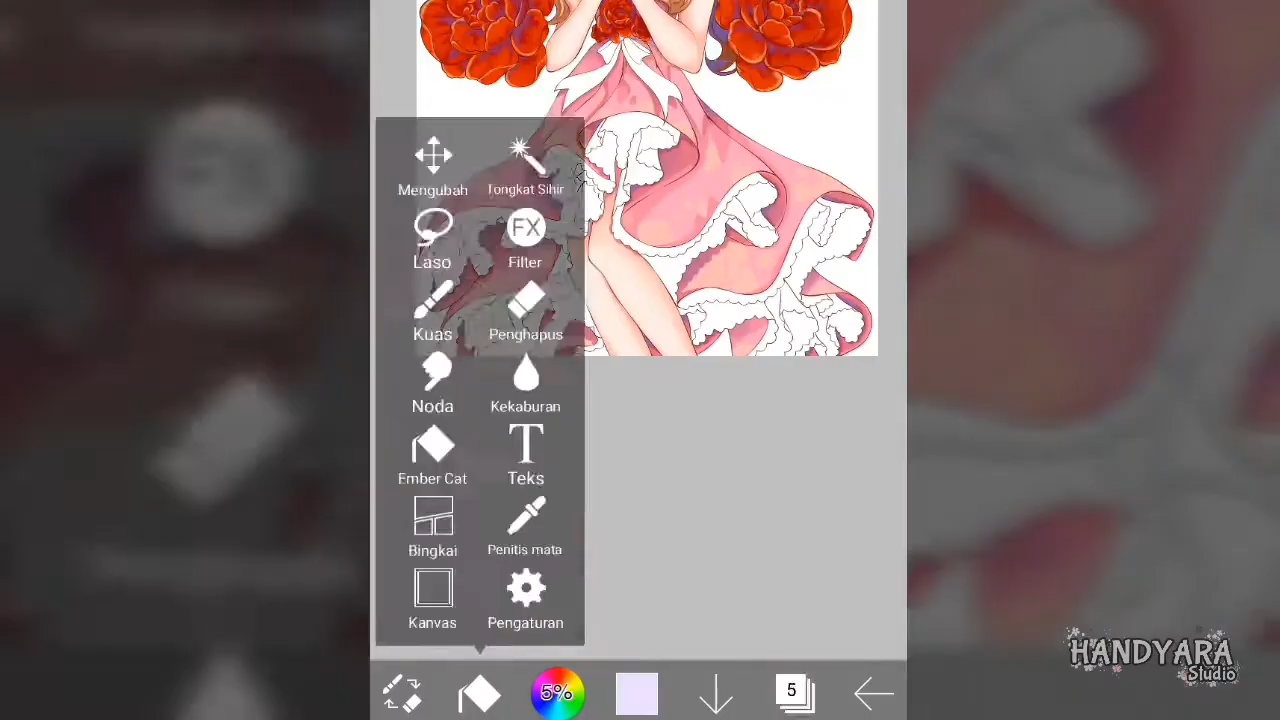 Mengubah
Tongkat Sihir
Laso
FX
Filter
Kuas
Penghapus
Noda
Kekaburan
Ember Cat
T
Teks
Bingkai
Penitis mata
Kanvas
Pengaturan
5%
5
HANDYARA
Studio